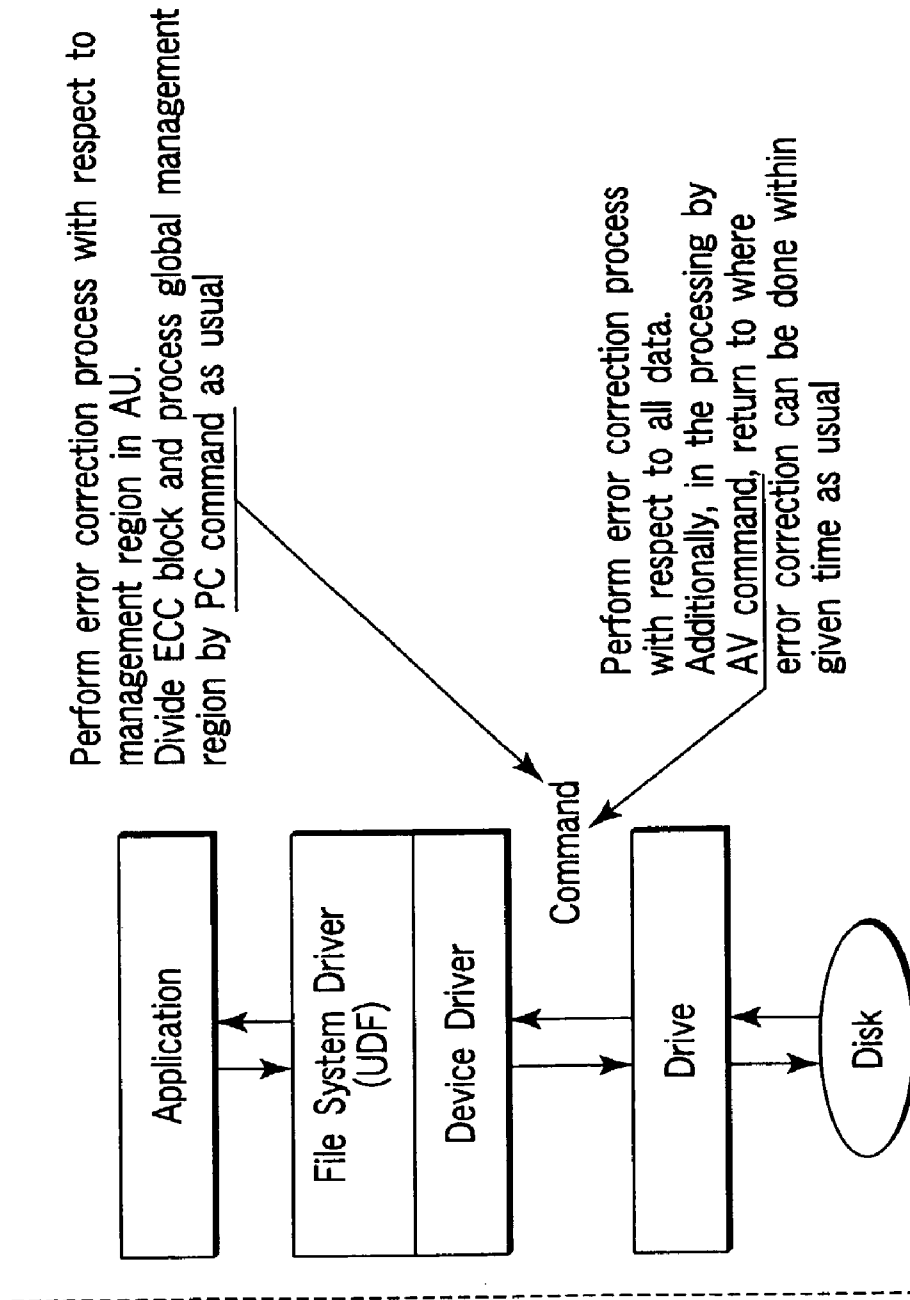 Application
File System Driver
(UDF)
Device Driver
Command
Drive
Disk
Perform error correction process with respect to
management region in AU.
Divide ECC block and process global management
region by PC command as usual
Perform error correction process
with respect to all data.
Additionally, in the processing by
AV command, return to where
error correction can be done within
given time as usual